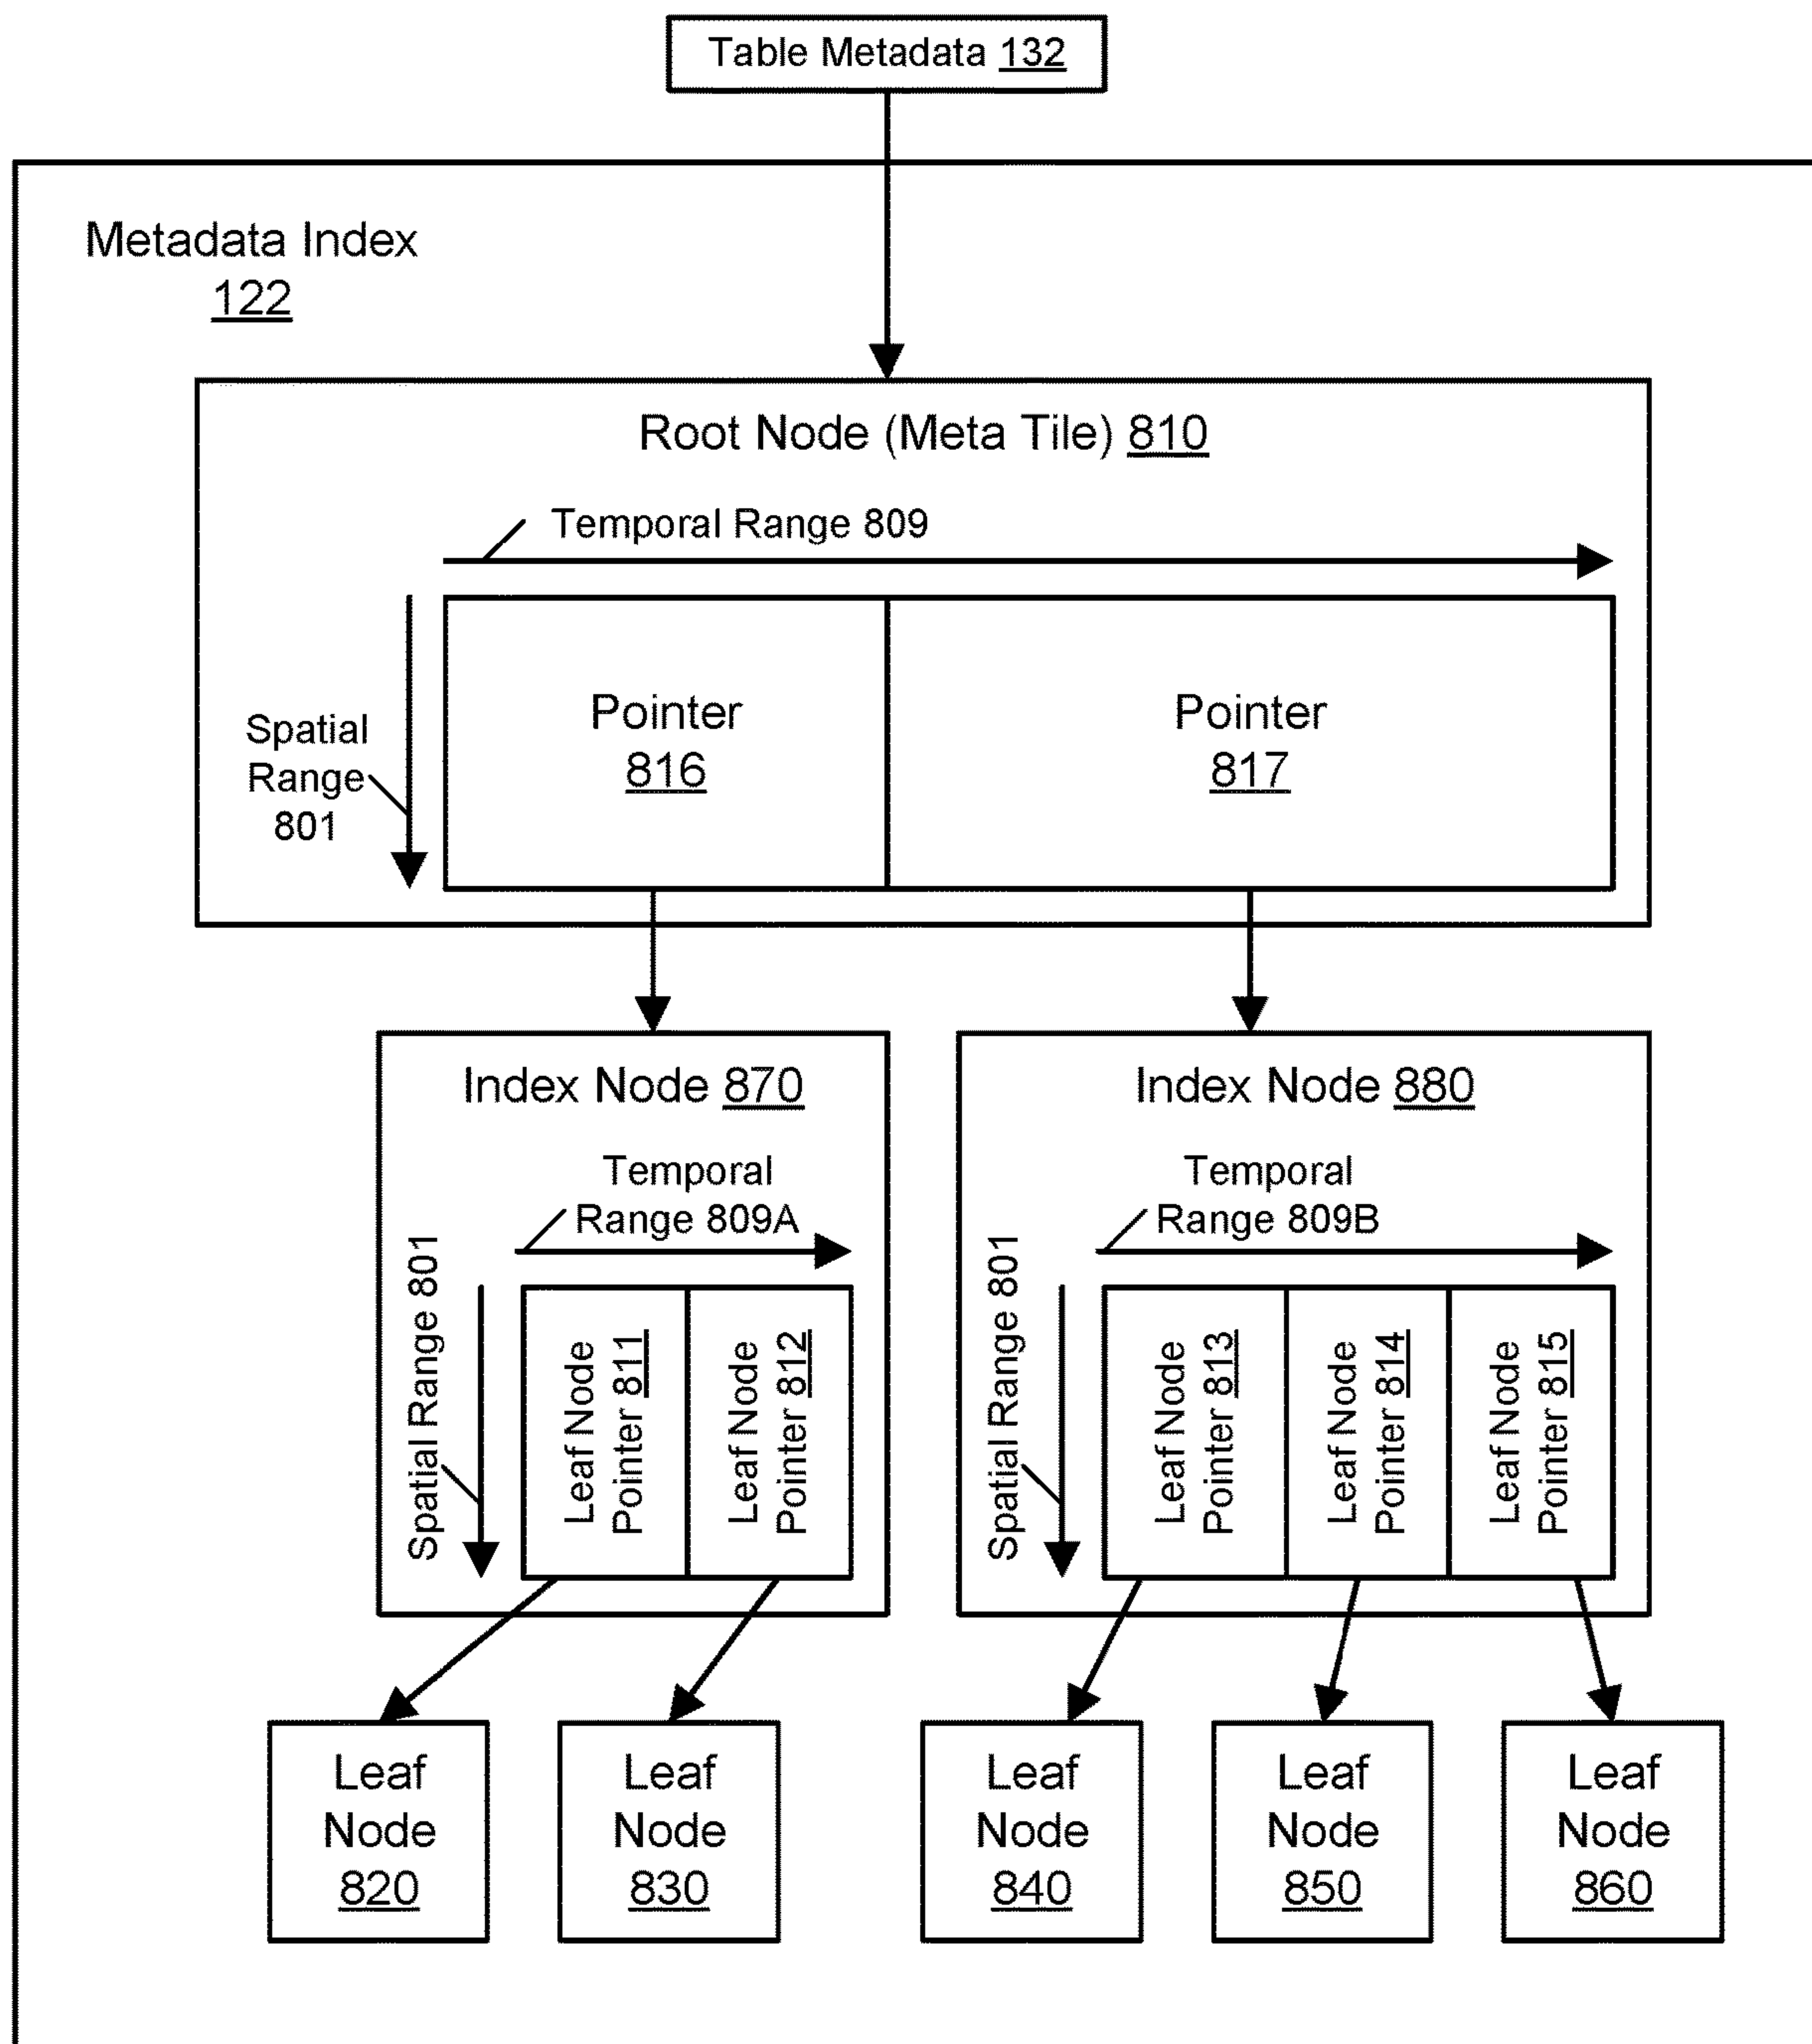 Table Metadata 132
Metadata Index
122
Root Node (Meta Tile) 810
Temporal Range 809
Spatial
Range
801
Pointer
816
Pointer
817
Index Node 870
Temporal
Range 809A
Spatial Range 801
Leaf Node
Pointer 811
Leaf Node
Pointer 812
Index Node 880
Temporal
Range 809B
Spatial Range 801
Leaf Node
Pointer 813
Leaf Node
Pointer 814
Leaf Node
Pointer 815
Leaf
Node
820
Leaf
Node
830
Leaf
Node
840
Leaf
Node
850
Leaf
Node
860